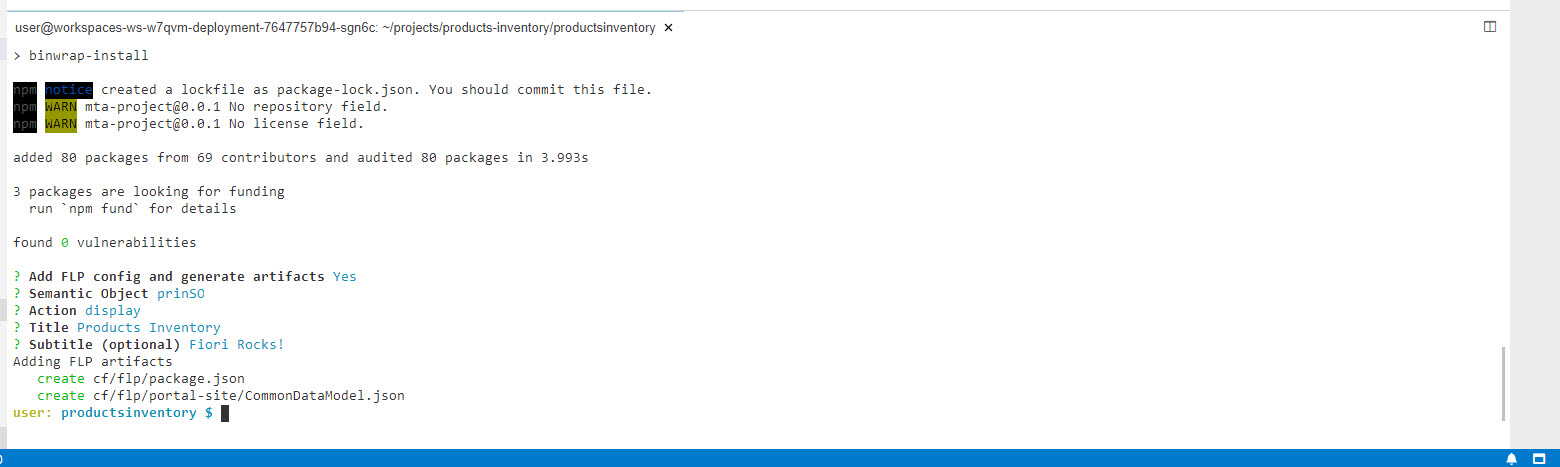 user@workspaces-ws-w7qvm-deployment-7647757b94-sgn6c: ~/projects/products-inventory/productsinventory ×
> binwrap-install
npm notice created a lockfile as package-lock.json. You should commit this file.
npm WARN mta-project@0.0.1 No repository field.
npm WARN mta-project@0.0.1 No license field.
added 80 packages from 69 contributors and audited 80 packages in 3.993s
3 packages are looking for funding
run `npm fund` for details
found 0 vulnerabilities
? Add FLP config and generate artifacts Yes
? Semantic Object prinSO
? Action display
? Title Products Inventory
? Subtitle (optional) Fiori Rocks!
Adding FLP artifacts
create cf/flp/package.json
create cf/flp/portal-site/CommonDataModel.json
user: productsinventory $